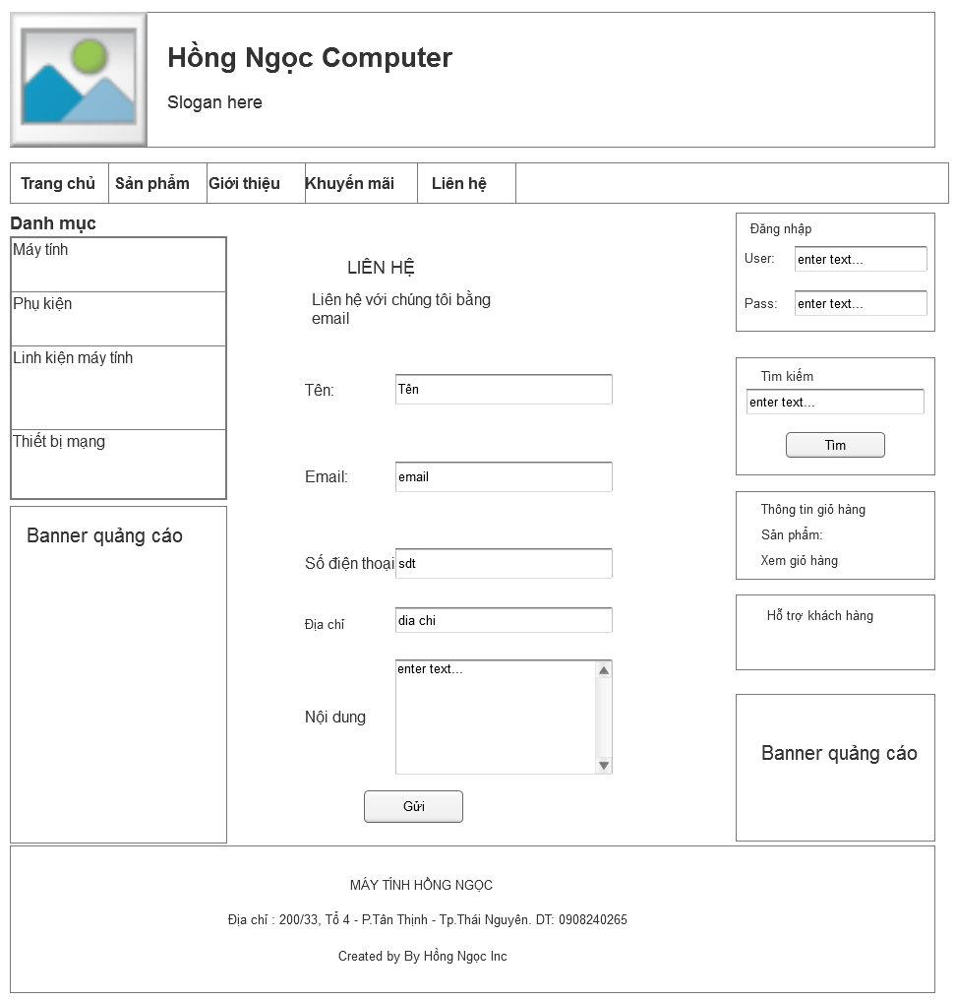 Hồng Ngọc Computer
Slogan here
Trang chủ Sản phẩm Giới thiệu Khuyến mãi Liên hệ
Danh mục
Máy tính
Phụ kiện
Linh kiện máy tính
Thiết bị mạng
Banner quảng cáo
LIÊN HỆ
Liên hệ với chúng tôi bằng
email
Tên: Tên
Email: email
Số điện thoại sdt
Địa chỉ dia chi
enter text...
Nội dung
Gửi
Đăng nhập
User: enter text...
Pass: enter text...
Tìm kiếm
enter text...
Tìm
Thông tin giỏ hàng
Sản phẩm:
Xem giỏ hàng
Hỗ trợ khách hàng
Banner quảng cáo
MÁY TÍNH HỒNG NGỌC
Địa chỉ : 200/33, Tổ 4 - P.Tân Thịnh - Tp.Thái Nguyên. DT: 0908240265
Created by By Hồng Ngọc Inc